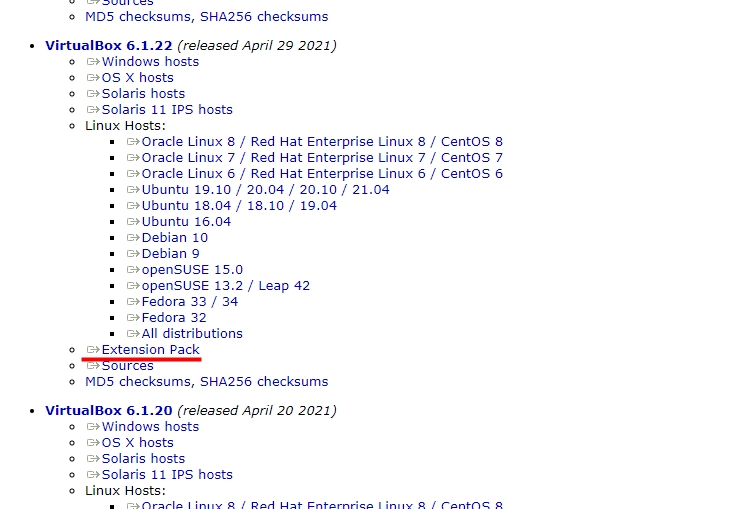 Sources
MD5 checksums, SHA256 checksums
VirtualBox 6.1.22 (released April 29 2021)
Windows hosts
OS X hosts
Solaris hosts
Solaris 11 IPS hosts
Linux Hosts:
Oracle Linux 8 / Red Hat Enterprise Linux 8 / CentOS 8
Oracle Linux 7 / Red Hat Enterprise Linux 7 / CentOS 7
Oracle Linux 6 / Red Hat Enterprise Linux 6 / CentOS 6
Ubuntu 19.10 / 20.04 / 20.10 / 21.04
Ubuntu 18.04 / 18.10 / 19.04
Ubuntu 16.04
Debian 10
Debian 9
openSUSE 15.0
openSUSE 13.2 / Leap 42
Fedora 33 / 34
Fedora 32
All distributions
Extension Pack
Sources
MD5 checksums, SHA256 checksums
VirtualBox 6.1.20 (released April 20 2021)
Windows hosts
OS X hosts
Solaris hosts
Solaris 11 IPS hosts
Linux Hosts:
Oracle Linux 8 / Red Hat Enterprise Linux 8 / CentOS 8